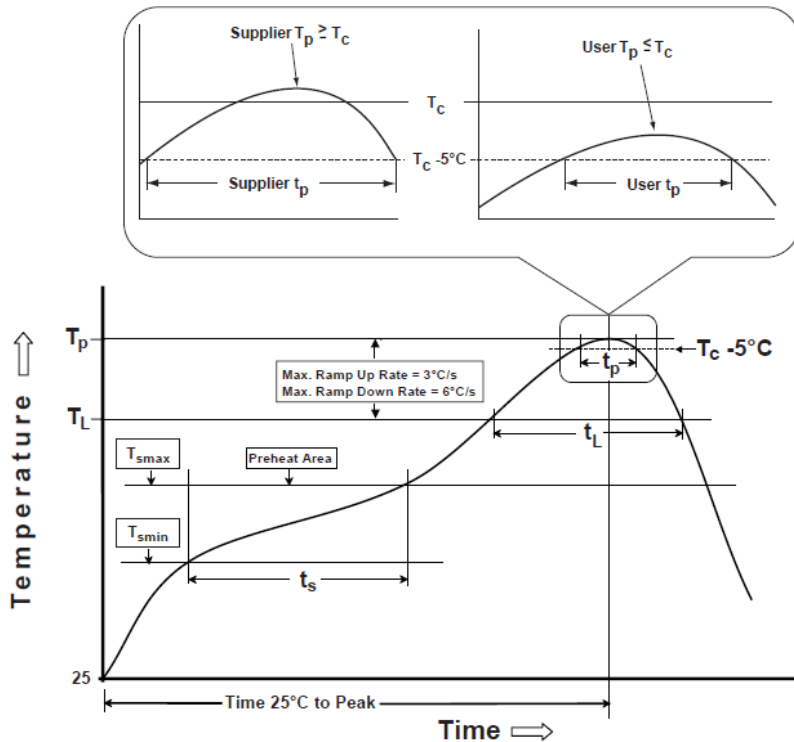 Supplier Tp ≥ Tc
User Tp ≤ Tc
Tc
Tc -5°C
Supplier tp
User tp
Tp
Tc -5°C
tp
Max. Ramp Up Rate = 3°C/s
Max. Ramp Down Rate = 6°C/s
TL
tL
Tsmax
Preheat Area
Tsmin
ts
Temperature
25
Time 25°C to Peak
Time